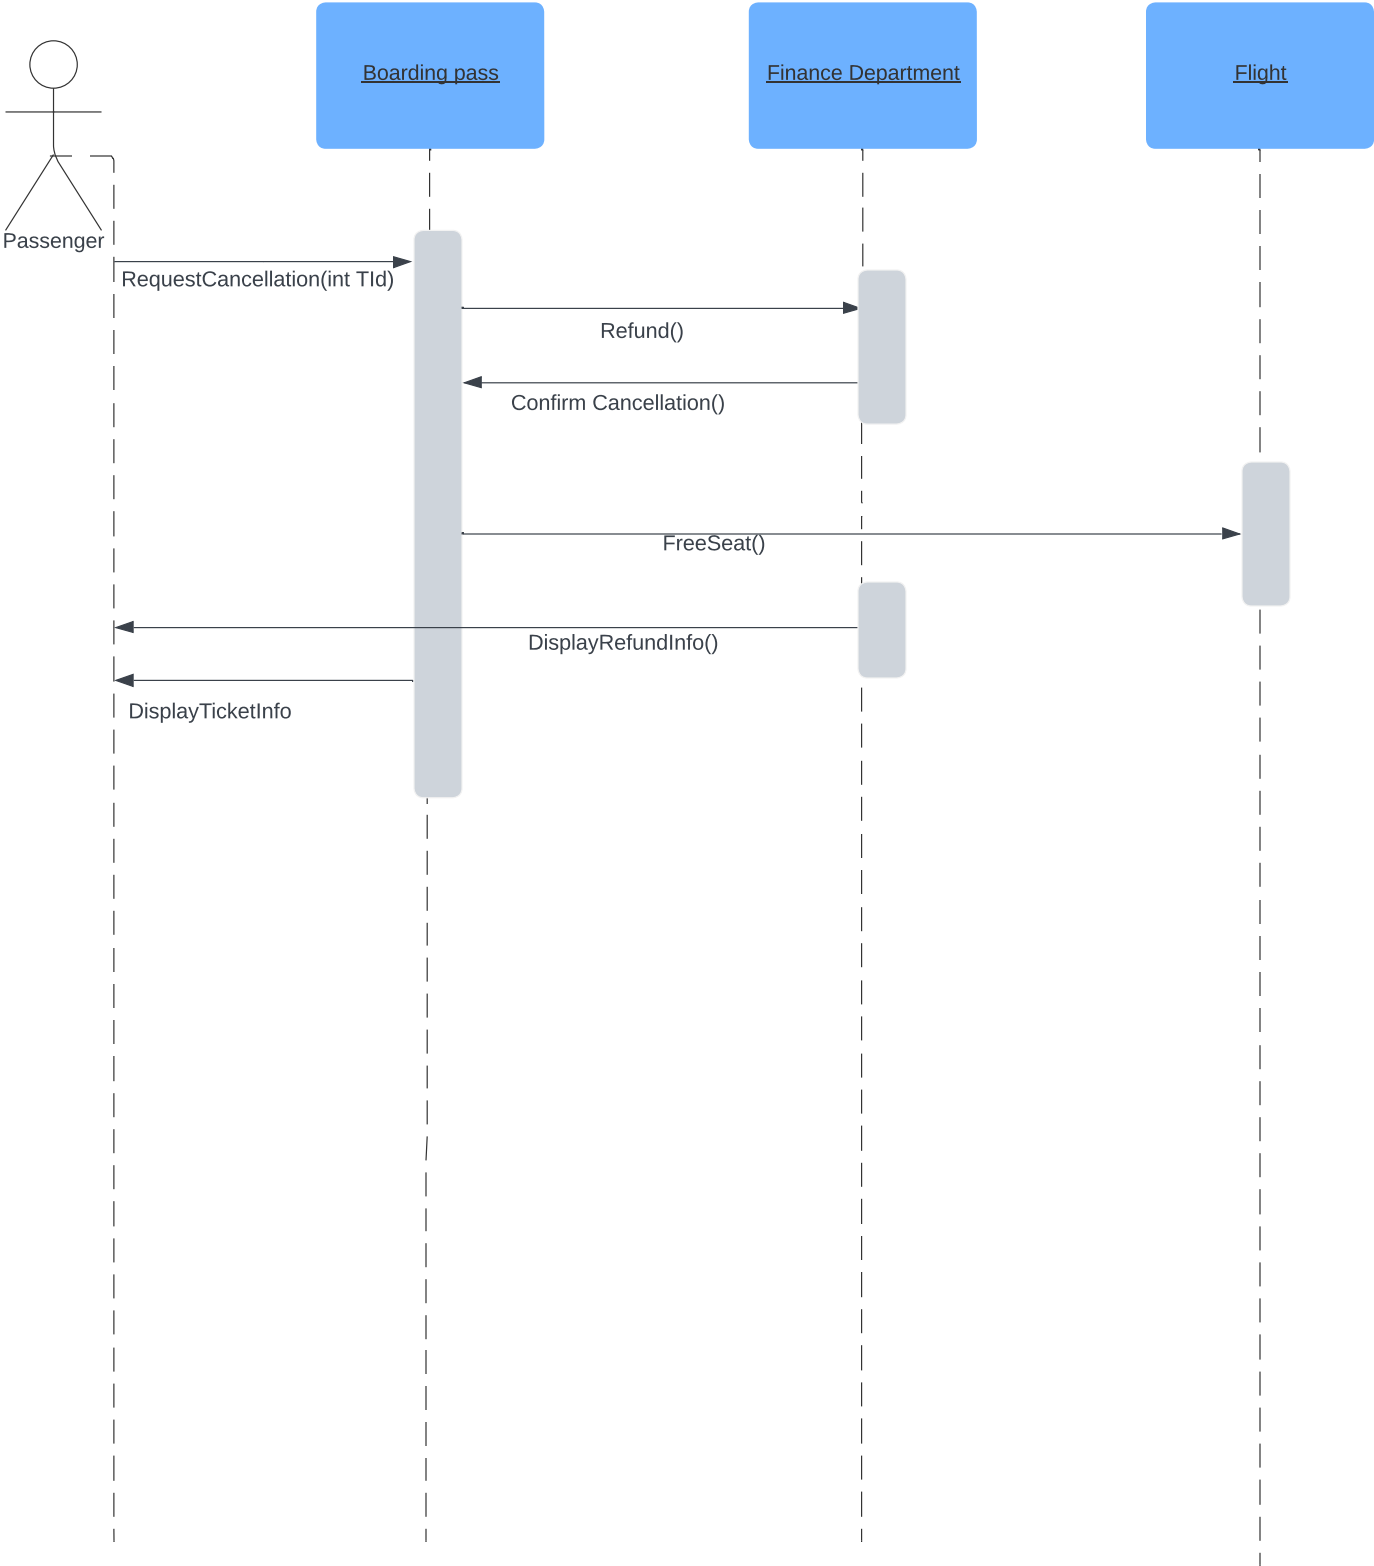 Boarding pass
Finance Department
Flight
Passenger
RequestCancellation(int TId)
Refund()
Confirm Cancellation()
FreeSeat()
DisplayRefundInfo()
DisplayTicketInfo